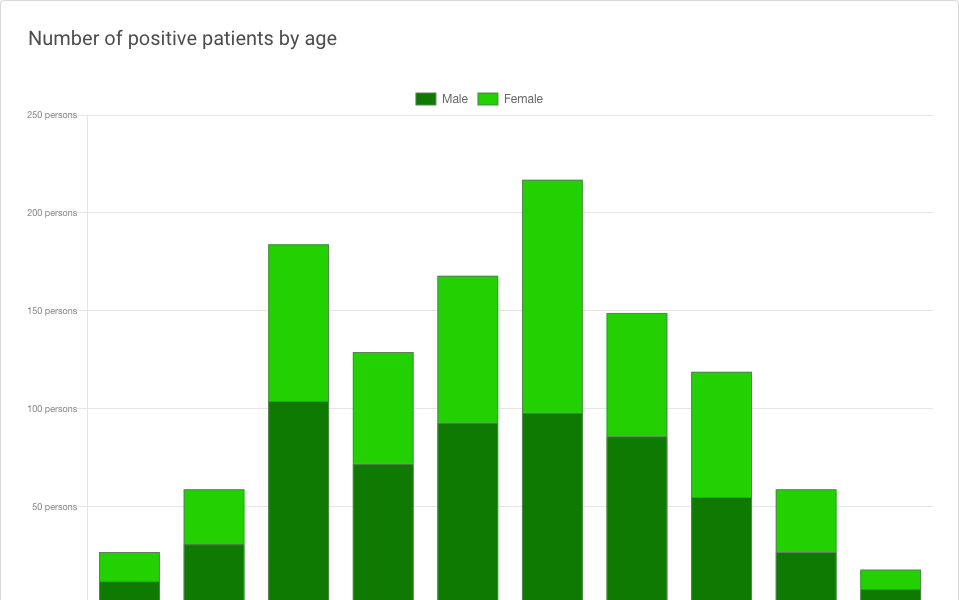 Number of positive patients by age
Male Female
250 persons
200 persons
150 persons
100 persons
50 persons